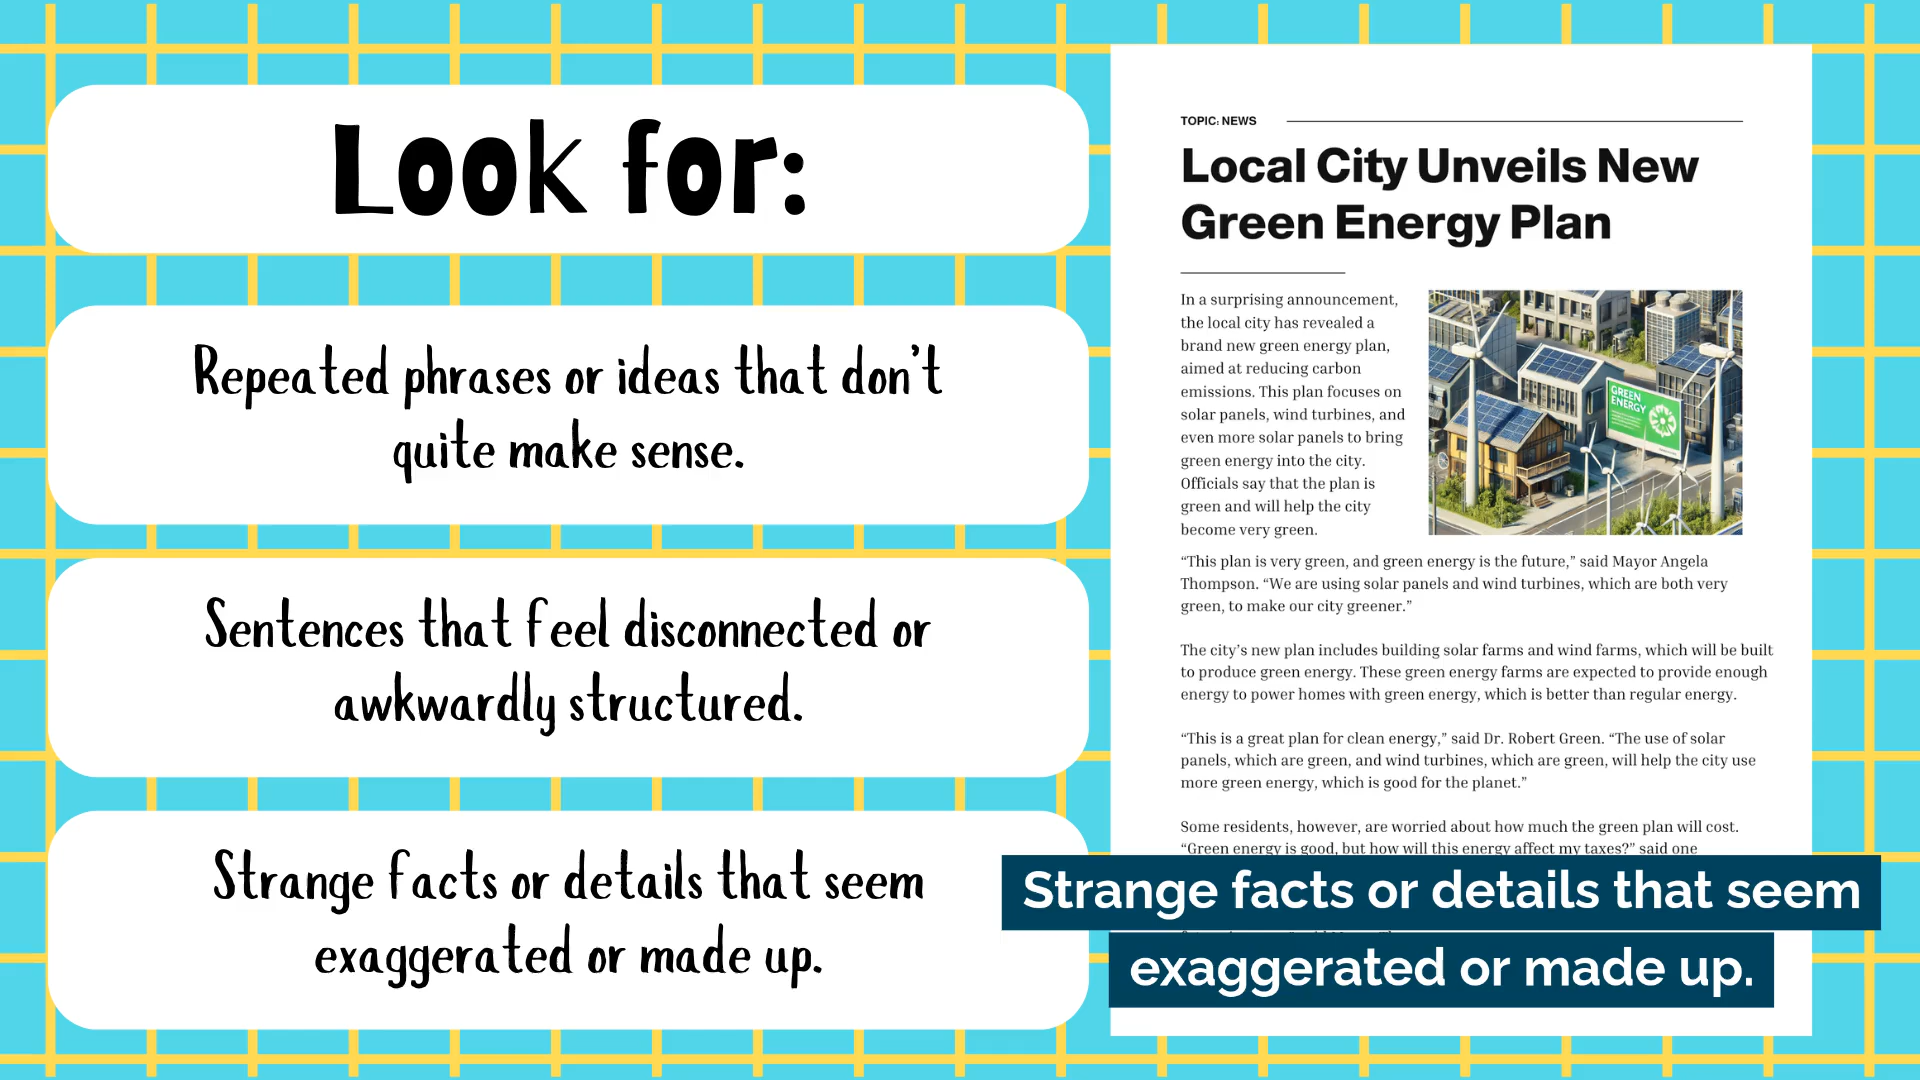 Look for:
Repeated phrases or ideas that don't
quite make sense.
Sentences that feel disconnected or
awkwardly structured.
Strange facts or details that seem
exaggerated or made up.
TOPIC: NEWS
Local City Unveils New
Green Energy Plan
In a surprising announcement,
the local city has revealed a
brand new green energy plan,
aimed at reducing carbon
emissions. This plan focuses on
solar panels, wind turbines, and
even more solar panels to bring
green energy into the city.
Officials say that the plan is
green and will help the city
become very green.
GREEN
ENERGY
“This plan is very green, and green energy is the future,” said Mayor Angela
Thompson. “We are using solar panels and wind turbines, which are both very
green, to make our city greener.”
The city’s new plan includes building solar farms and wind farms, which will be built
to produce green energy. These green energy farms are expected to provide enough
energy to power homes with green energy, which is better than regular energy.
“This is a great plan for clean energy,” said Dr. Robert Green. “The use of solar
panels, which are green, and wind turbines, which are green, will help the city use
more green energy, which is good for the planet.”
Some residents, however, are worried about how much the green plan will cost.
“Green energy is good, but how will this energy affect my taxes?” said one
Strange facts or details that seem
exaggerated or made up.